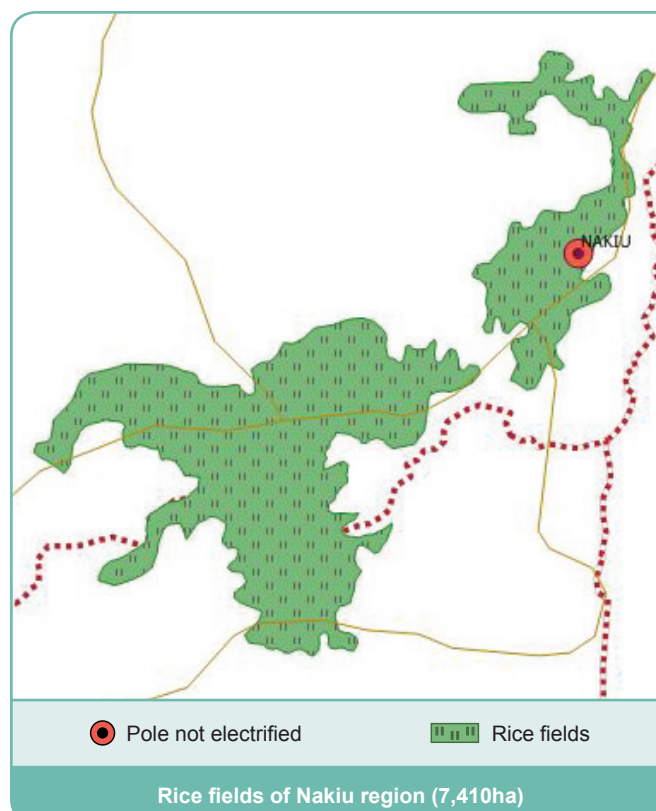 NAKIU
Pole not electrified
Rice fields
Rice fields of Nakiu region (7,410ha)